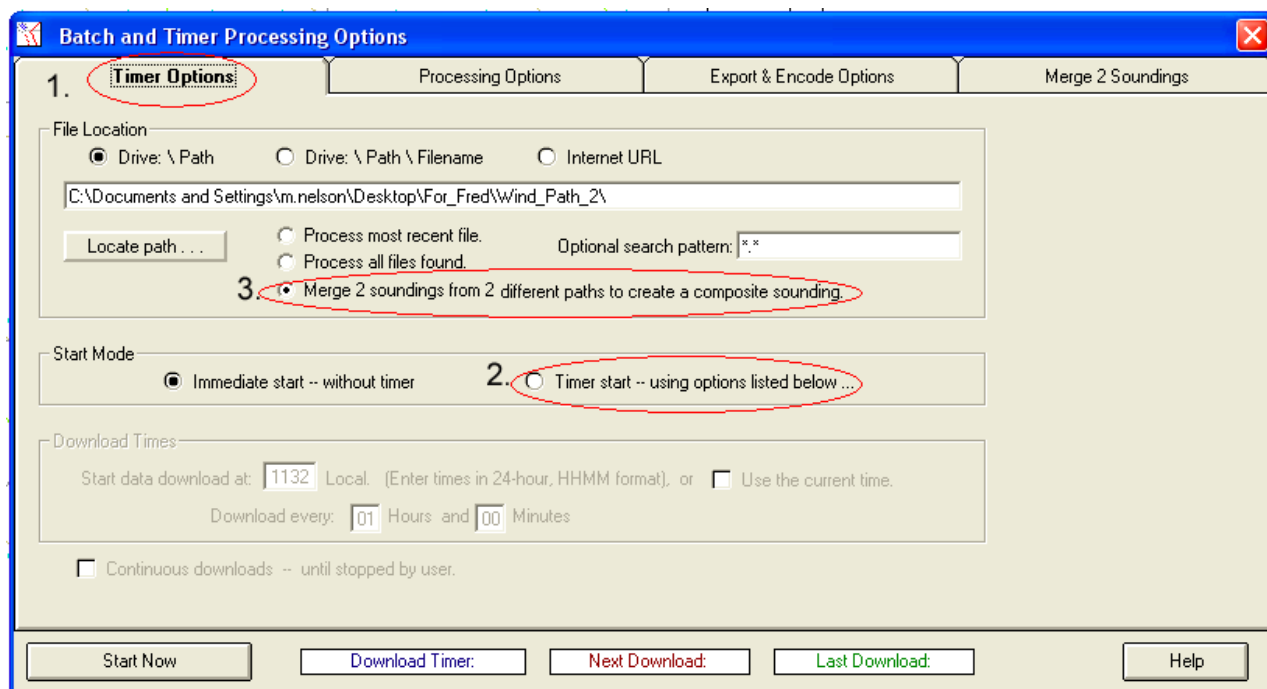 Batch and Timer Processing Options
1. Timer Options Processing Options Export & Encode Options Merge 2 Soundings
File Location
Drive: \ Path Drive: \ Path \ Filename Internet URL
C:\Documents and Settings\m.nelson\Desktop\For_Fred\Wind_Path_2\
Locate path . . .
Process most recent file.
Optional search pattern: *.*
Process all files found.
3. Merge 2 soundings from 2 different paths to create a composite sounding.
Start Mode
Immediate start -- without timer 2. Timer start -- using options listed below ...
Download Times
Start data download at: 1132 Local. (Enter times in 24-hour, HHMM format), or Use the current time.
Download every: 01 Hours and 00 Minutes
Continuous downloads -- until stopped by user.
Start Now Download Timer: Next Download: Last Download: Help